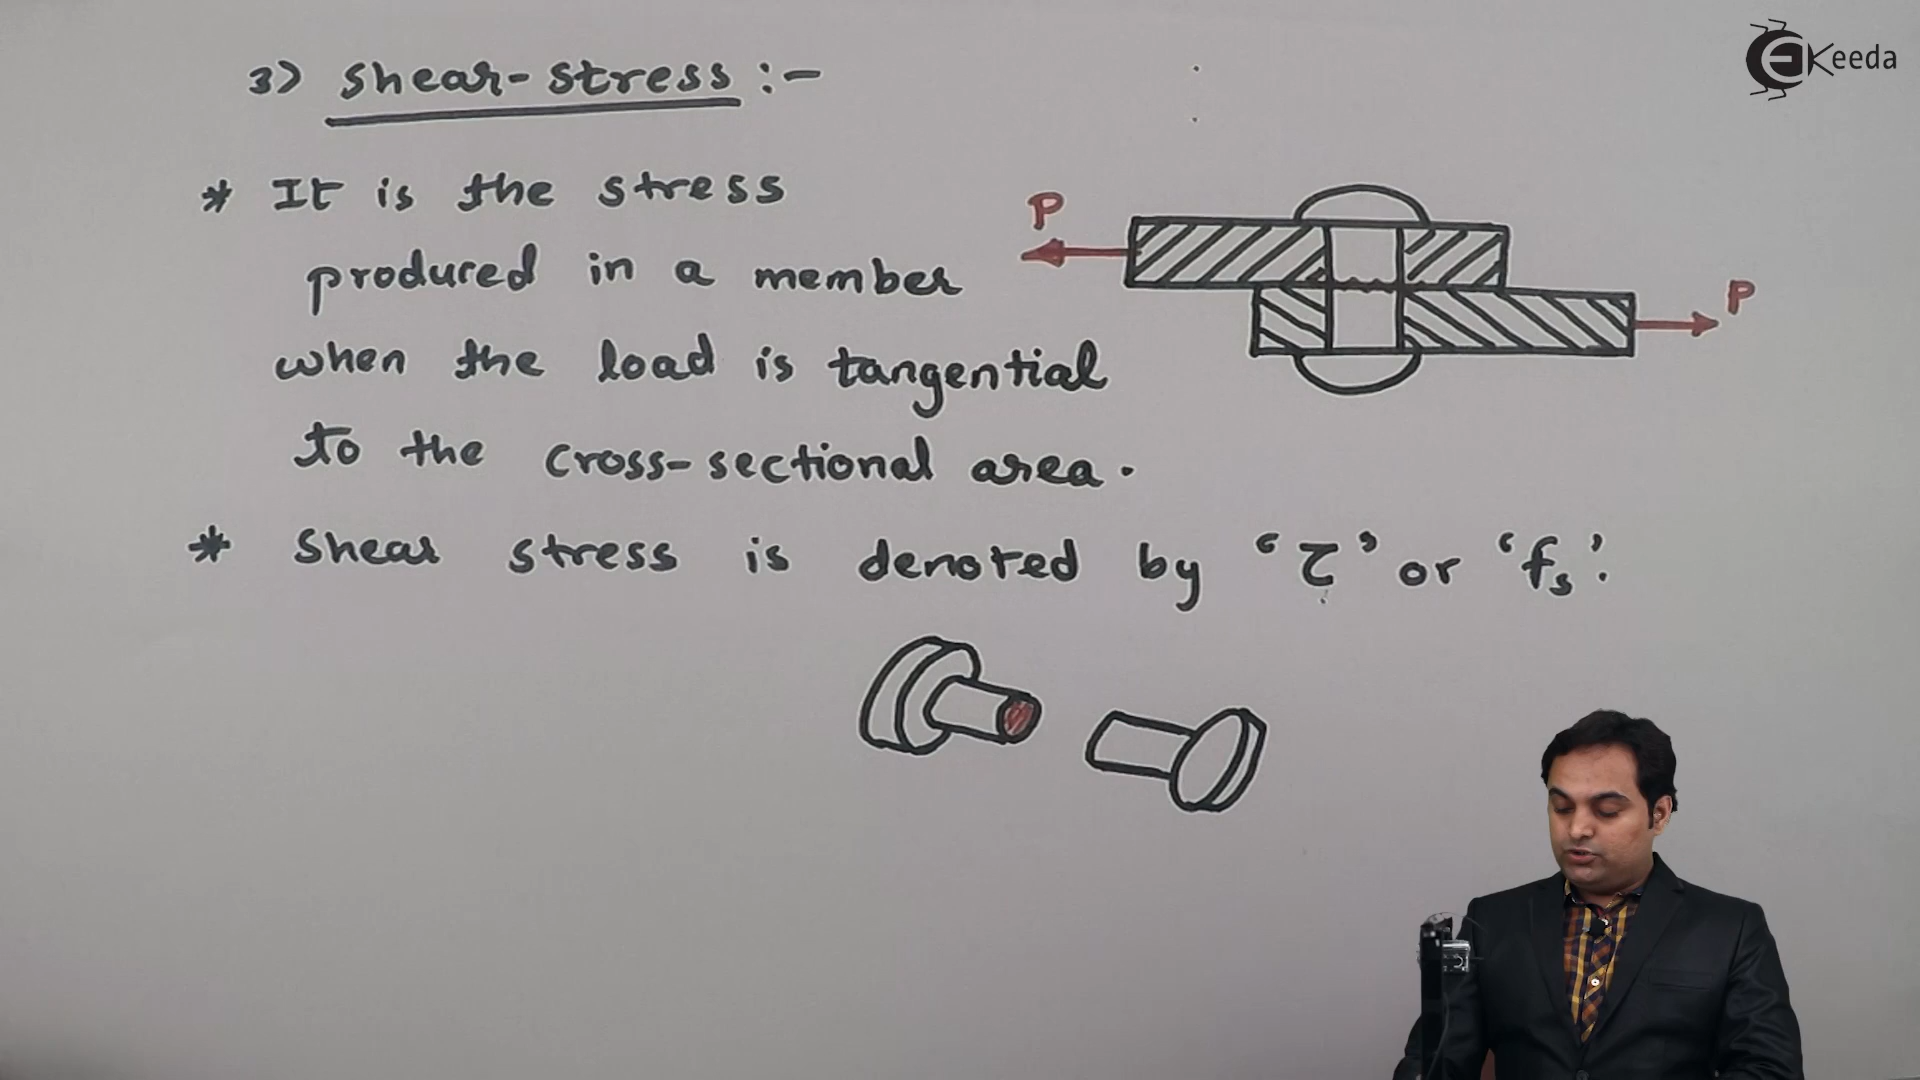 EKeeda
3) Shear-stress :-
* It is the stress
produced in a member
when the load is tangential
to the cross-sectional area.
* Shear stress is denoted by 'τ' or 'fs'.
P
P